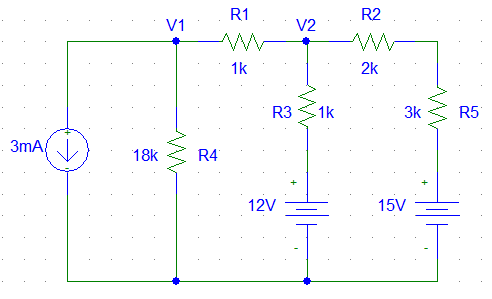 V1 R1 V2 R2
1k 2k
R3 1k 3k R5
3mA 18k R4
12V 15V